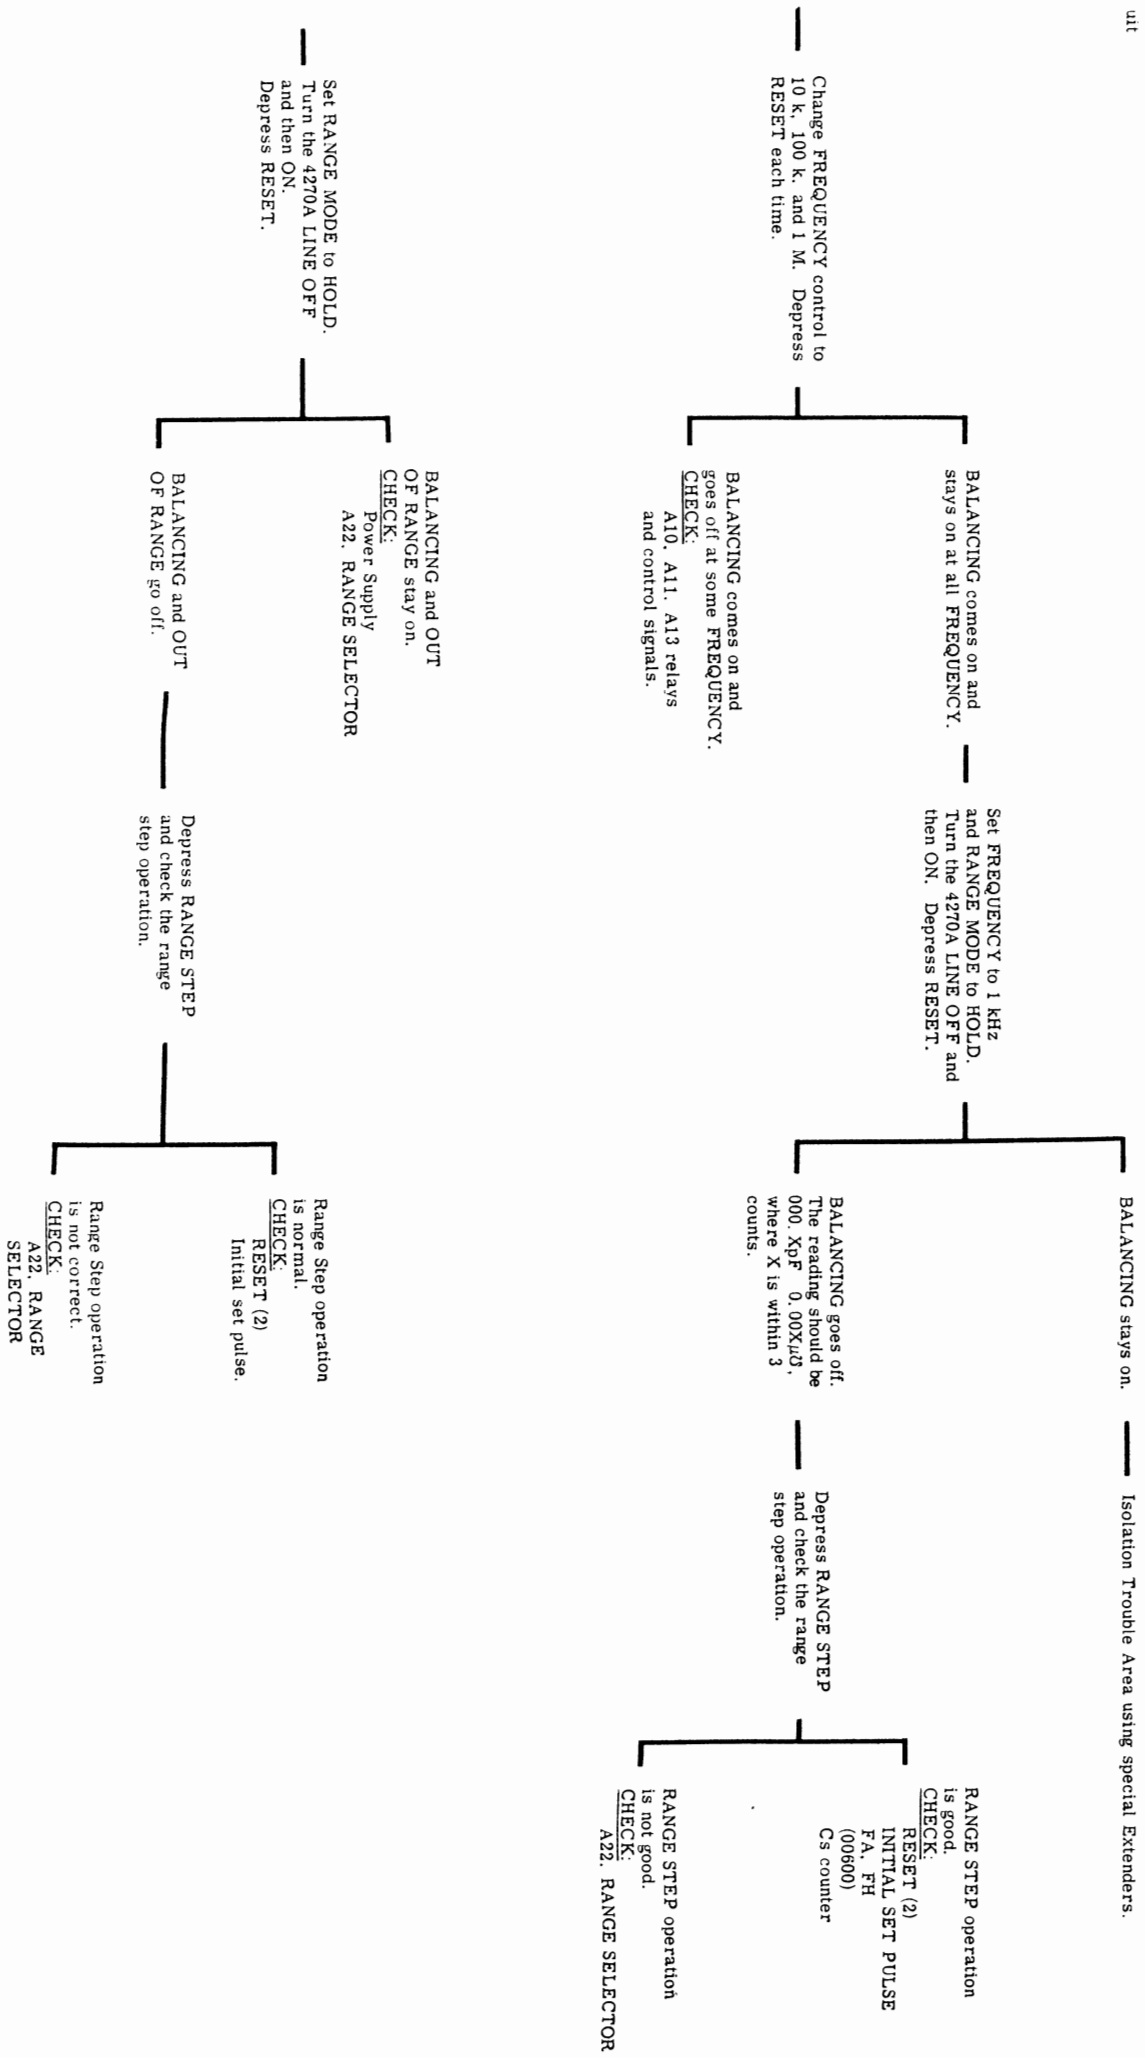 uit
Change FREQUENCY control to
10 k, 100 k, and 1 M. Depress
RESET each time.
BALANCING comes on and
stays on at all FREQUENCY.
BALANCING comes on and
goes off at some FREQUENCY.
CHECK:
A10, A11, A13 relays
and control signals.
Set FREQUENCY to 1 kHz
and RANGE MODE to HOLD.
Turn the 4270A LINE OFF and
then ON. Depress RESET.
BALANCING stays on.
Isolation Trouble Area using special Extenders.
BALANCING goes off.
The reading should be
000. XpF 0.00Xμ℧,
where X is within 3
counts.
Depress RANGE STEP
and check the range
step operation.
RANGE STEP operation
is good.
CHECK:
RESET (2)
INITIAL SET PULSE
FA, FH
(00600)
Cs counter
RANGE STEP operation
is not good.
CHECK:
A22, RANGE SELECTOR
Set RANGE MODE to HOLD.
Turn the 4270A LINE OFF
and then ON.
Depress RESET.
BALANCING and OUT
OF RANGE stay on.
CHECK:
Power Supply
A22, RANGE SELECTOR
BALANCING and OUT
OF RANGE go off.
Depress RANGE STEP
and check the range
step operation.
Range Step operation
is normal.
CHECK:
RESET (2)
Initial set pulse.
Range Step operation
is not correct.
CHECK:
A22, RANGE
SELECTOR